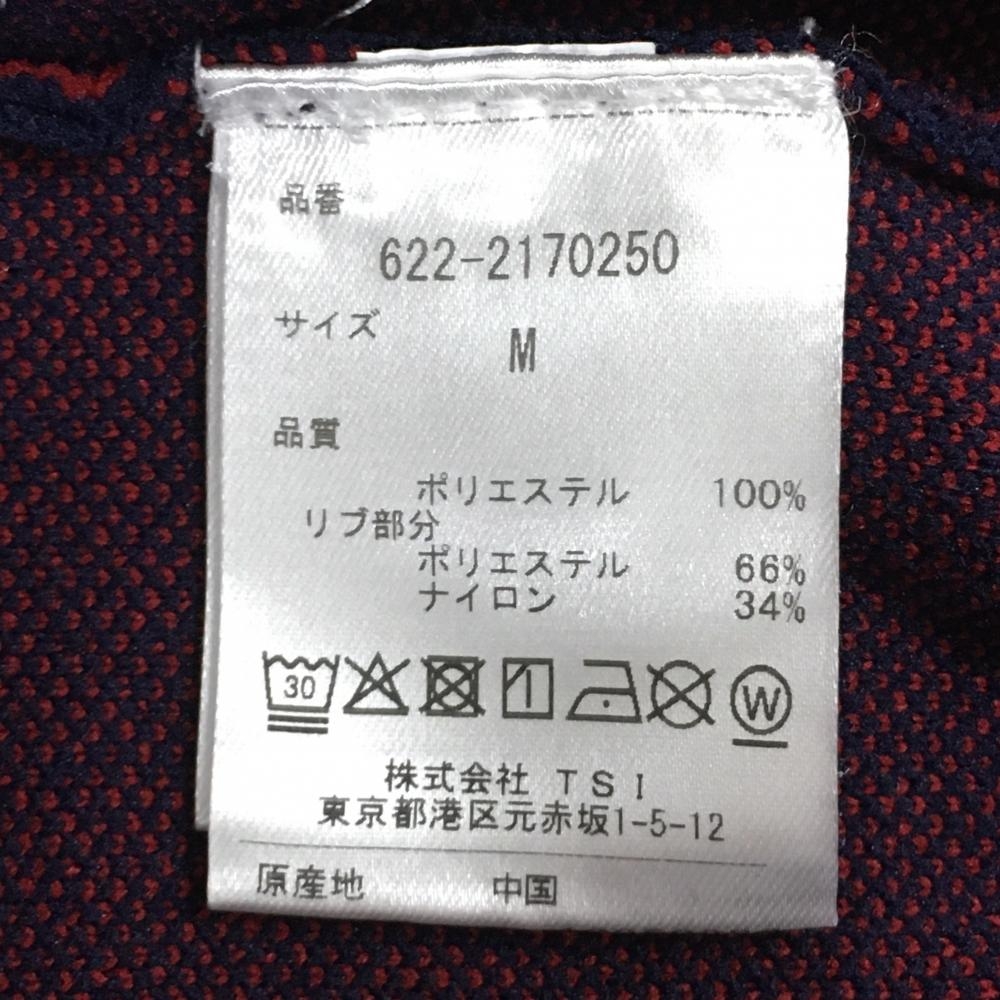 品番
622-2170250
サイズ
M
品質
ポリエステル 100%
リブ部分
ポリエステル 66%
ナイロン 34%
30 W
株式会社 TSI
東京都港区元赤坂1-5-12
原産地 中国